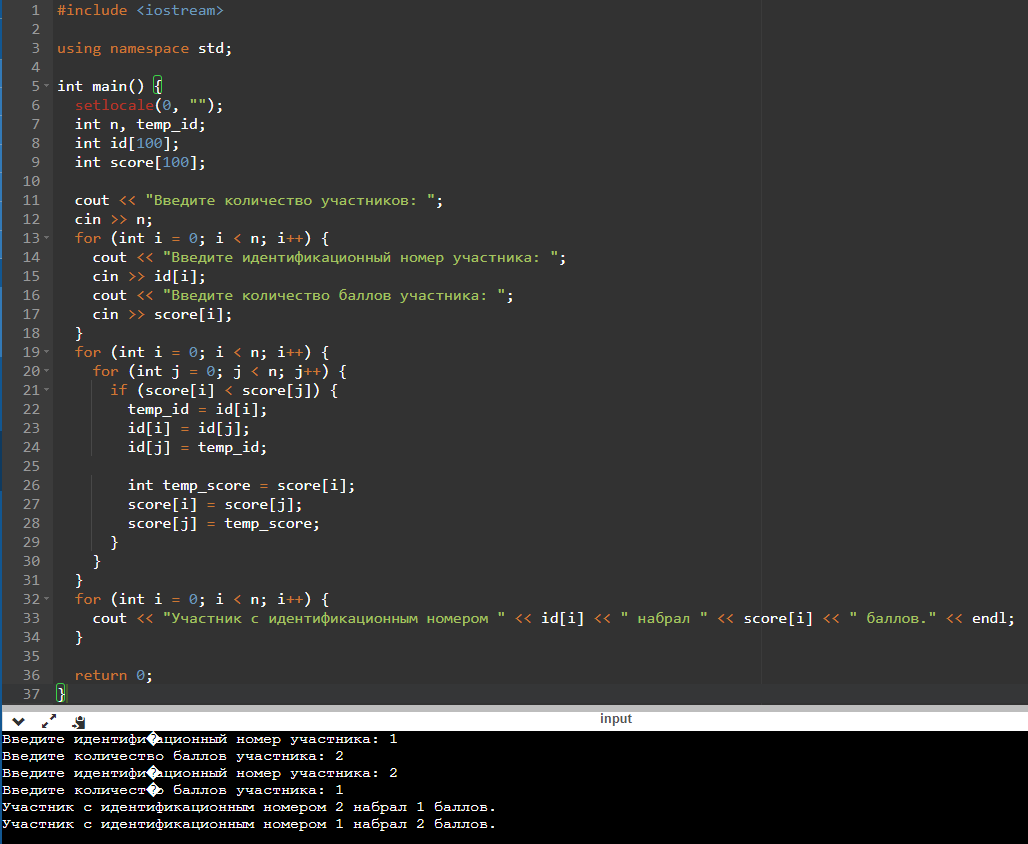 1 #include <iostream>
2
3 using namespace std;
4
5 int main() {
6 setlocale(0, "");
7 int n, temp_id;
8 int id[100];
9 int score[100];
10
11 cout << "Введите количество участников: ";
12 cin >> n;
13 for (int i = 0; i < n; i++) {
14 cout << "Введите идентификационный номер участника: ";
15 cin >> id[i];
16 cout << "Введите количество баллов участника: ";
17 cin >> score[i];
18 }
19 for (int i = 0; i < n; i++) {
20 for (int j = 0; j < n; j++) {
21 if (score[i] < score[j]) {
22 temp_id = id[i];
23 id[i] = id[j];
24 id[j] = temp_id;
25
26 int temp_score = score[i];
27 score[i] = score[j];
28 score[j] = temp_score;
29 }
30 }
31 }
32 for (int i = 0; i < n; i++) {
33 cout << "Участник с идентификационным номером " << id[i] << " набрал " << score[i] << " баллов." << endl;
34 }
35
36 return 0;
37 }
input
Введите идентифи�ационный номер участника: 1
Введите количество баллов участника: 2
Введите идентифи�ационный номер участника: 2
Введите количест�о баллов участника: 1
Участник с идентификационным номером 2 набрал 1 баллов.
Участник с идентификационным номером 1 набрал 2 баллов.